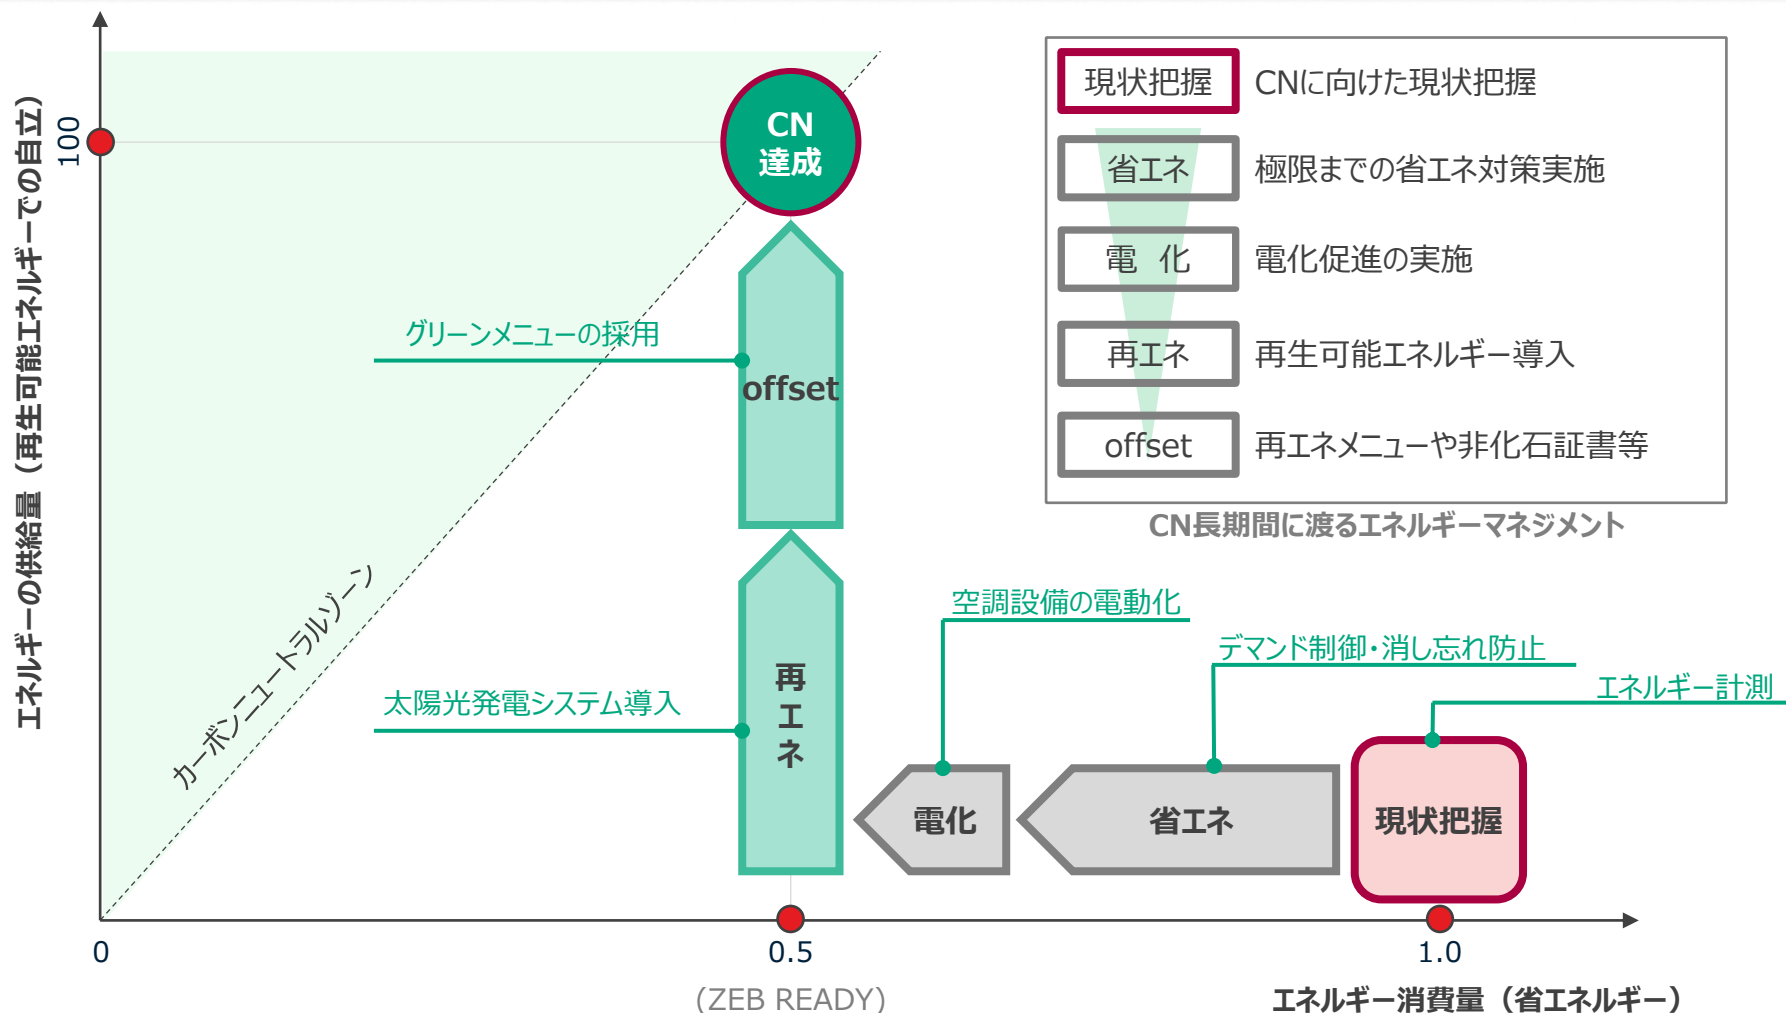 エネルギーの供給量（再生可能エネルギーでの自立）
100
CN
達成
現状把握
CNに向けた現状把握
省エネ
極限までの省エネ対策実施
電 化
電化促進の実施
再エネ
再生可能エネルギー導入
offset
再エネメニューや非化石証書等
CN長期間に渡るエネルギーマネジメント
グリーンメニューの採用
offset
カーボンニュートラルゾーン
太陽光発電システム導入
再エネ
空調設備の電動化
デマンド制御・消し忘れ防止
エネルギー計測
電化
省エネ
現状把握
0
0.5
1.0
(ZEB READY)
エネルギー消費量（省エネルギー）